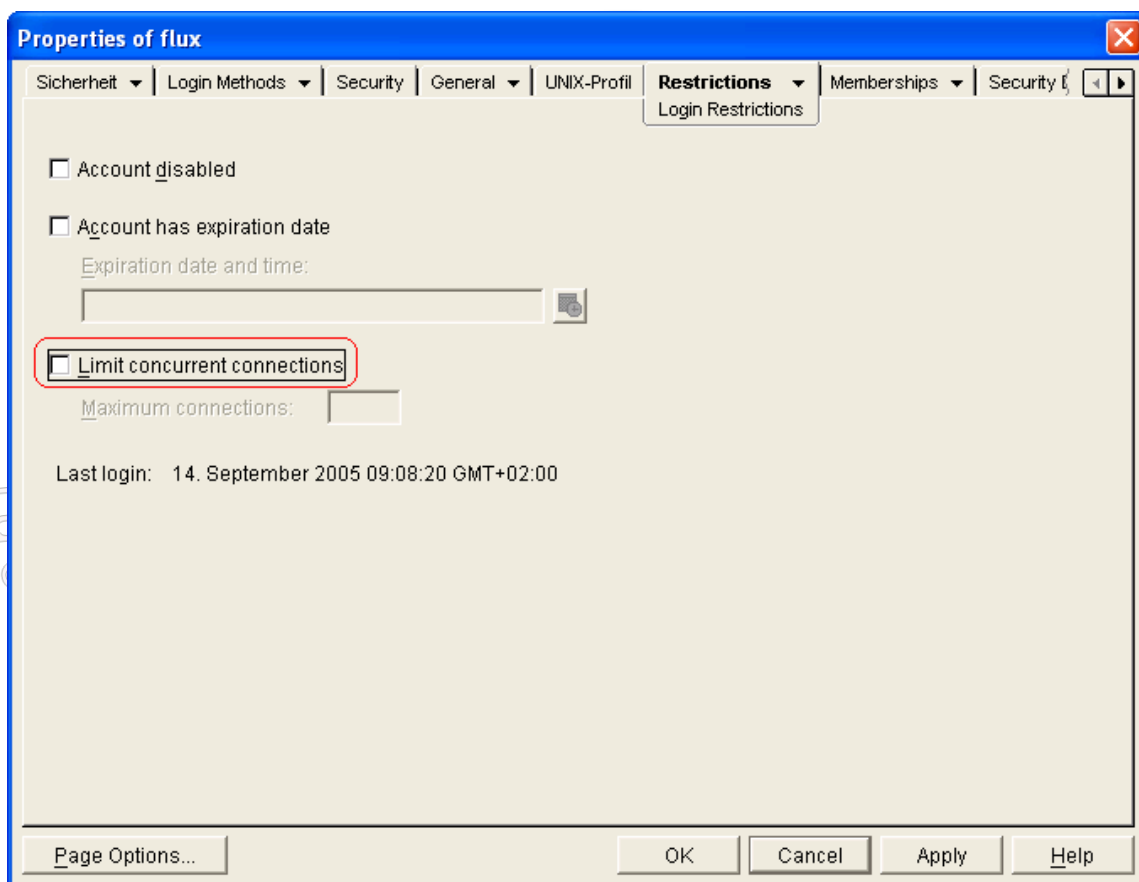 Properties of flux
Sicherheit Login Methods Security General UNIX-Profil Restrictions Memberships Security
Login Restrictions
Account disabled
Account has expiration date
Expiration date and time:
Limit concurrent connections
Maximum connections:
Last login: 14. September 2005 09:08:20 GMT+02:00
Page Options... OK Cancel Apply Help